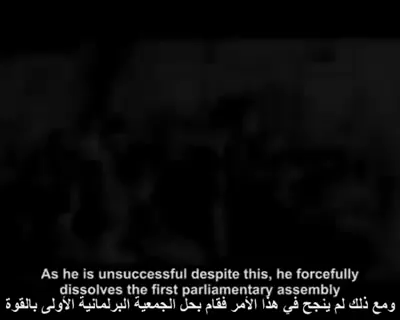 As he is unsuccessful despite this, he forcefully
dissolves the first parliamentary assembly
ومع ذلك لم ينجح في هذا الأمر فقام بحل الجمعية البرلمانية الأولى بالقوة